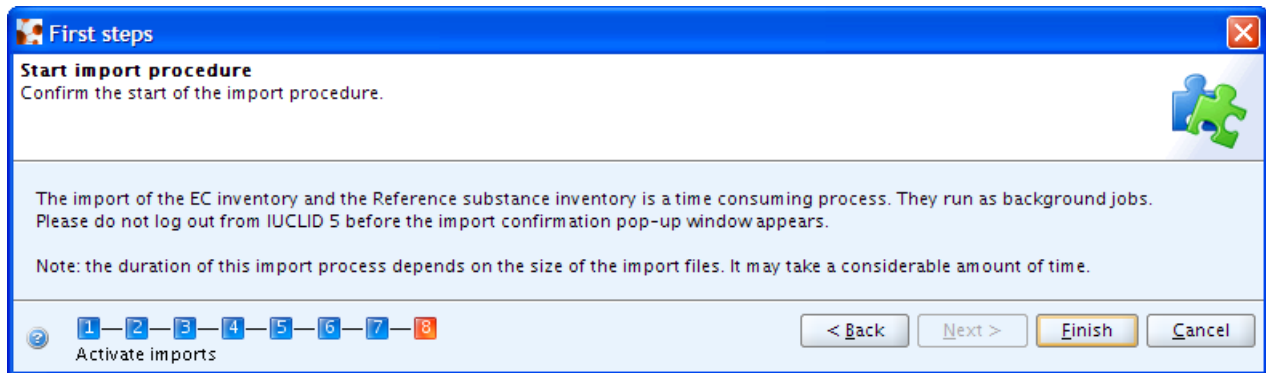 First steps
Start import procedure
Confirm the start of the import procedure.
The import of the EC inventory and the Reference substance inventory is a time consuming process. They run as background jobs.
Please do not log out from IUCLID 5 before the import confirmation pop-up window appears.
Note: the duration of this import process depends on the size of the import files. It may take a considerable amount of time.
1 2 3 4 5 6 7 8
Activate imports
< Back Next > Finish Cancel